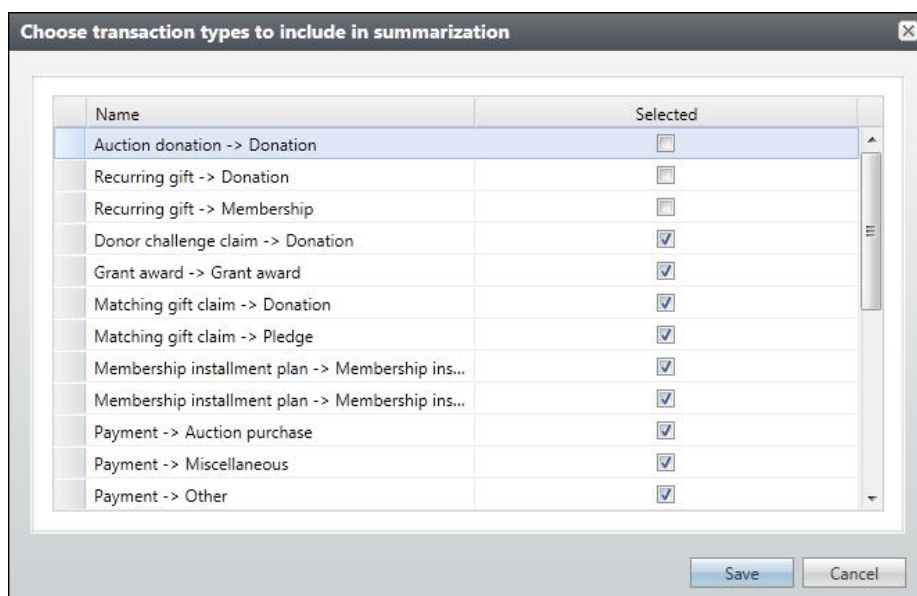 Choose transaction types to include in summarization
Name Selected
Auction donation -> Donation
Recurring gift -> Donation
Recurring gift -> Membership
Donor challenge claim -> Donation
Grant award -> Grant award
Matching gift claim -> Donation
Matching gift claim -> Pledge
Membership installment plan -> Membership ins...
Membership installment plan -> Membership ins...
Payment -> Auction purchase
Payment -> Miscellaneous
Payment -> Other
Save Cancel